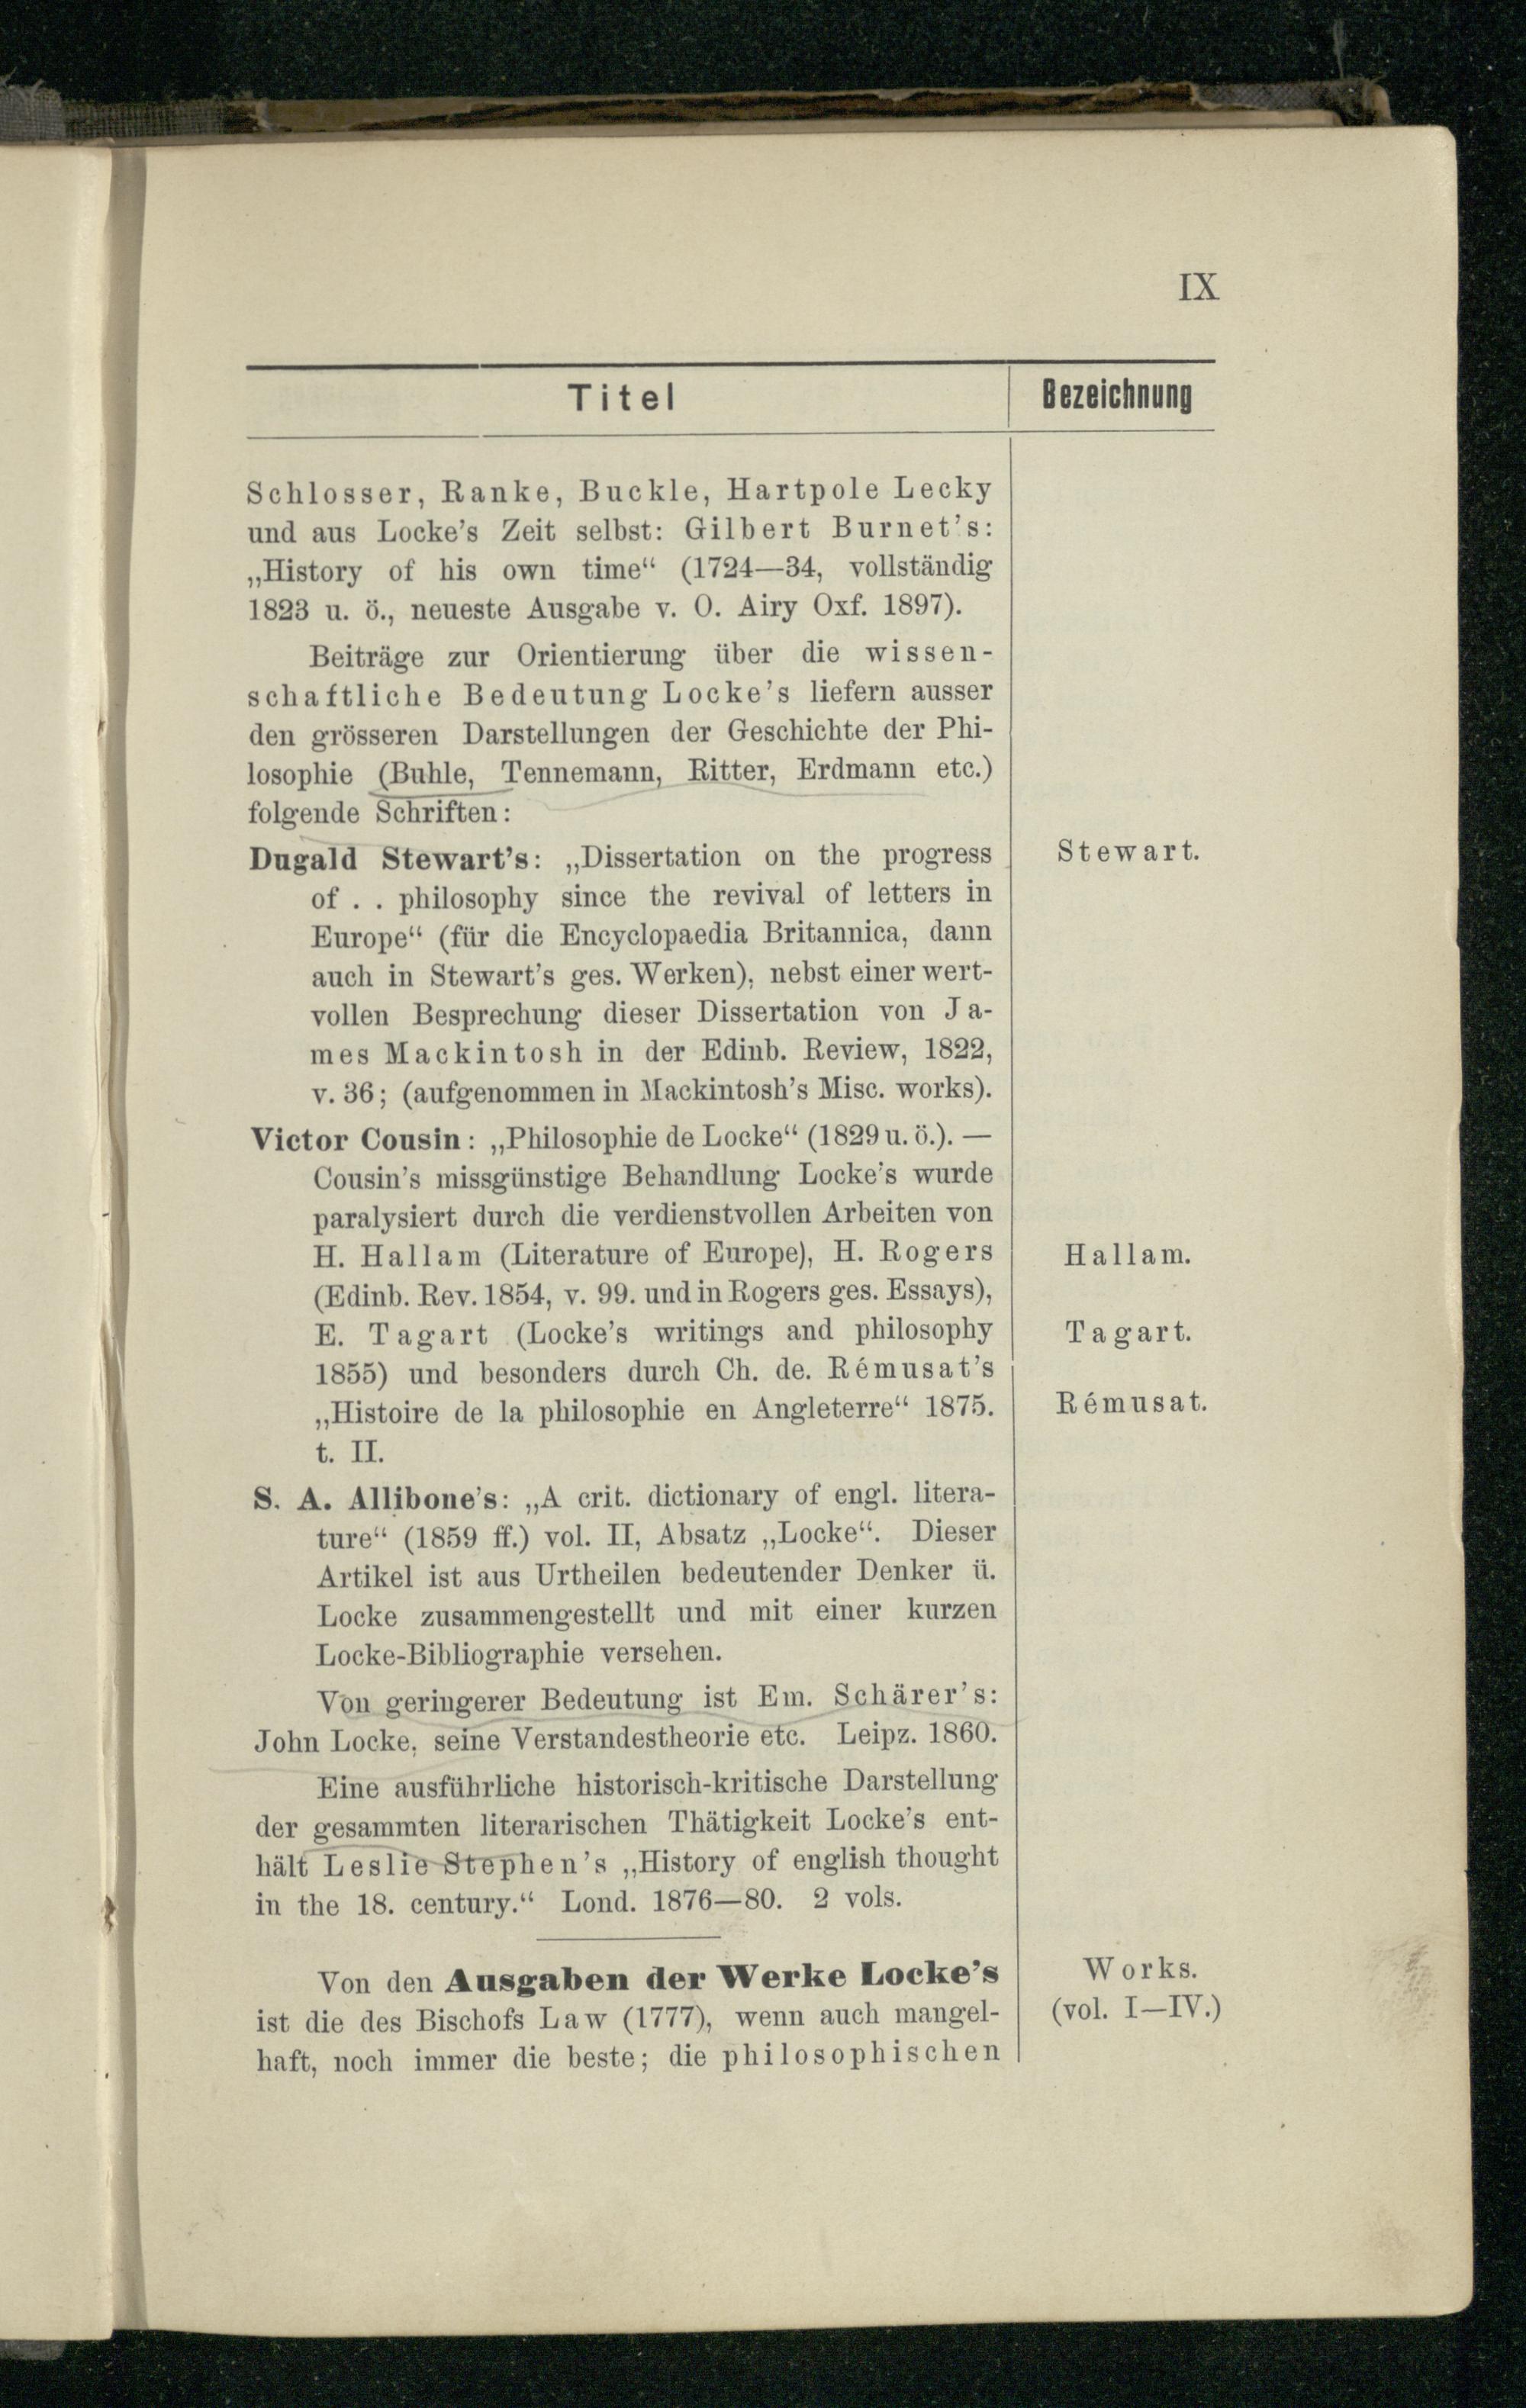 IX
Titel
Bezeichnung
Schlosser, Ranke, Buckle, Hartpole Lecky
und aus Locke's Zeit selbst: Gilbert Burnet's:
„History of his own time“ (1724—34, vollständig
1823 u. ö., neueste Ausgabe v. O. Airy Oxf. 1897).
Beiträge zur Orientierung über die wissen-
schaftliche Bedeutung Locke's liefern ausser
den grösseren Darstellungen der Geschichte der Phi-
losophie (Buhle, Tennemann, Ritter, Erdmann etc.)
folgende Schriften:
Dugald Stewart's: „Dissertation on the progress
Stewart.
of . . philosophy since the revival of letters in
Europe“ (für die Encyclopaedia Britannica, dann
auch in Stewart's ges. Werken), nebst einer wert-
vollen Besprechung dieser Dissertation von Ja-
mes Mackintosh in der Edinb. Review, 1822,
v. 36; (aufgenommen in Mackintosh's Misc. works).
Victor Cousin: „Philosophie de Locke“ (1829 u. ö.). —
Cousin's missgünstige Behandlung Locke's wurde
paralysiert durch die verdienstvollen Arbeiten von
H. Hallam (Literature of Europe), H. Rogers
Hallam.
(Edinb. Rev. 1854, v. 99. und in Rogers ges. Essays),
E. Tagart (Locke's writings and philosophy
Tagart.
1855) und besonders durch Ch. de. Rémusat's
„Histoire de la philosophie en Angleterre“ 1875.
Rémusat.
t. II.
S. A. Allibone's: „A crit. dictionary of engl. litera-
ture“ (1859 ff.) vol. II, Absatz „Locke“. Dieser
Artikel ist aus Urtheilen bedeutender Denker ü.
Locke zusammengestellt und mit einer kurzen
Locke-Bibliographie versehen.
Von geringerer Bedeutung ist Em. Schärer's:
John Locke, seine Verstandestheorie etc. Leipz. 1860.
Eine ausführliche historisch-kritische Darstellung
der gesammten literarischen Thätigkeit Locke's ent-
hält Leslie Stephen's „History of english thought
in the 18. century.“ Lond. 1876—80. 2 vols.
Von den Ausgaben der Werke Locke's
Works.
ist die des Bischofs Law (1777), wenn auch mangel-
(vol. I—IV.)
haft, noch immer die beste; die philosophischen